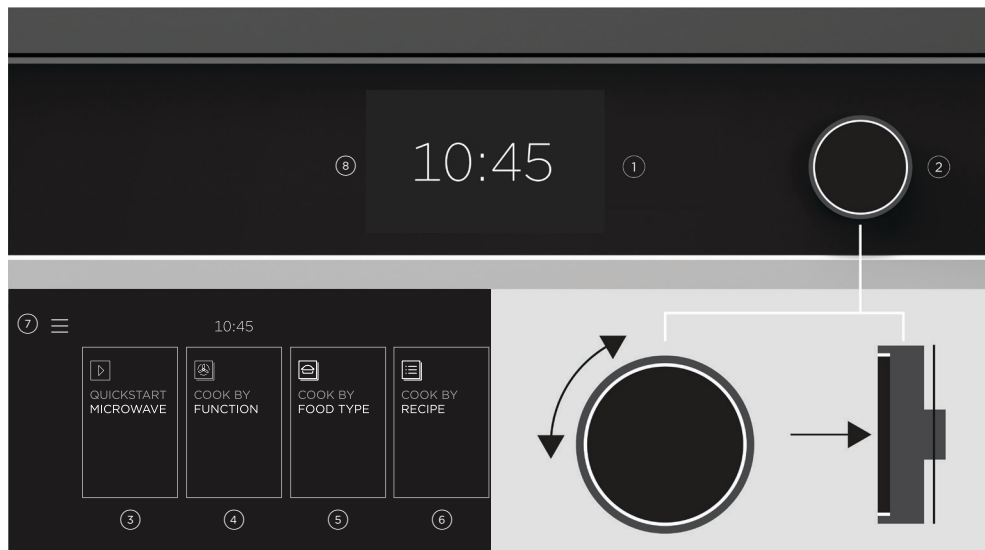 8
10:45
1
2
7
10:45
QUICKSTART
MICROWAVE
COOK BY
FUNCTION
COOK BY
FOOD TYPE
COOK BY
RECIPE
3
4
5
6